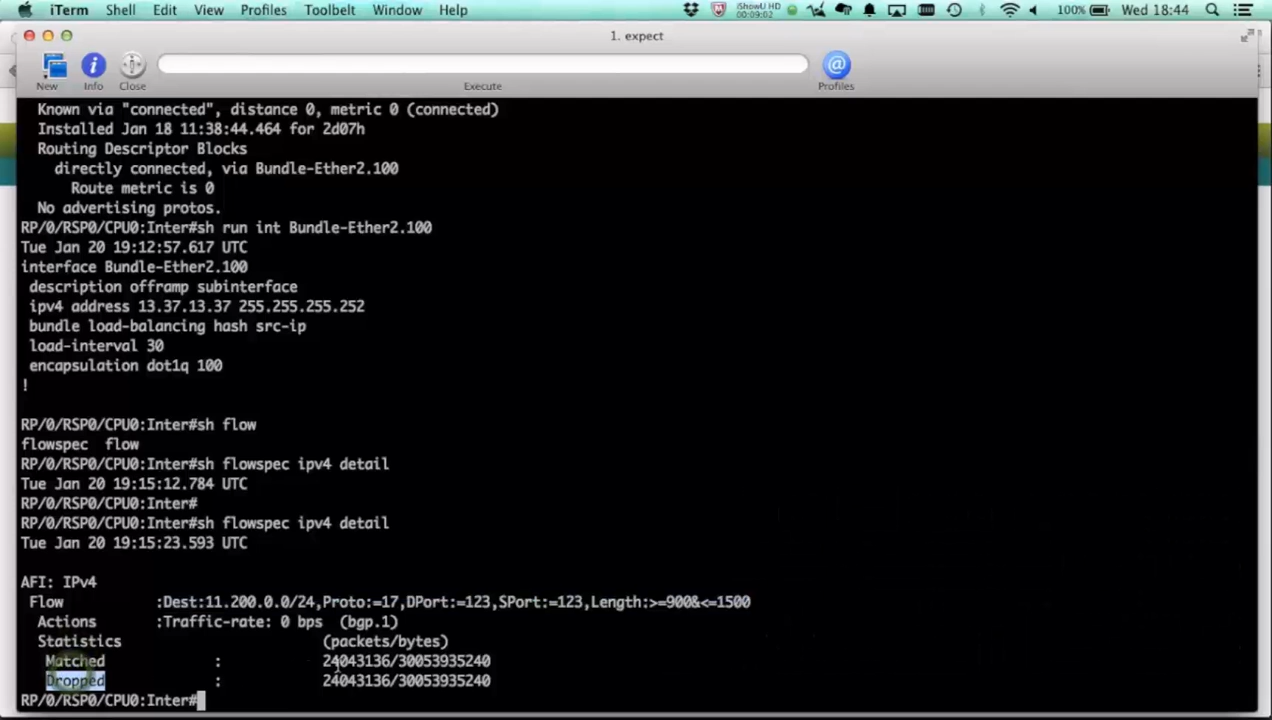 iTerm Shell Edit View Profiles Toolbelt Window Help iShowU HD 00:09:02 100% Wed 18:44
1. expect
New Info Close Execute Profiles
Known via "connected", distance 0, metric 0 (connected)
Installed Jan 18 11:38:44.464 for 2d07h
Routing Descriptor Blocks
directly connected, via Bundle-Ether2.100
Route metric is 0
No advertising protos.
RP/0/RSP0/CPU0:Inter#sh run int Bundle-Ether2.100
Tue Jan 20 19:12:57.617 UTC
interface Bundle-Ether2.100
description offramp subinterface
ipv4 address 13.37.13.37 255.255.255.252
bundle load-balancing hash src-ip
load-interval 30
encapsulation dot1q 100
!
RP/0/RSP0/CPU0:Inter#sh flow
flowspec flow
RP/0/RSP0/CPU0:Inter#sh flowspec ipv4 detail
Tue Jan 20 19:15:12.784 UTC
RP/0/RSP0/CPU0:Inter#
RP/0/RSP0/CPU0:Inter#sh flowspec ipv4 detail
Tue Jan 20 19:15:23.593 UTC
AFI: IPv4
Flow :Dest:11.200.0.0/24,Proto:=17,DPort:=123,SPort:=123,Length:>=900&<=1500
Actions :Traffic-rate: 0 bps (bgp.1)
Statistics (packets/bytes)
Matched : 24043136/30053935240
Dropped : 24043136/30053935240
RP/0/RSP0/CPU0:Inter#